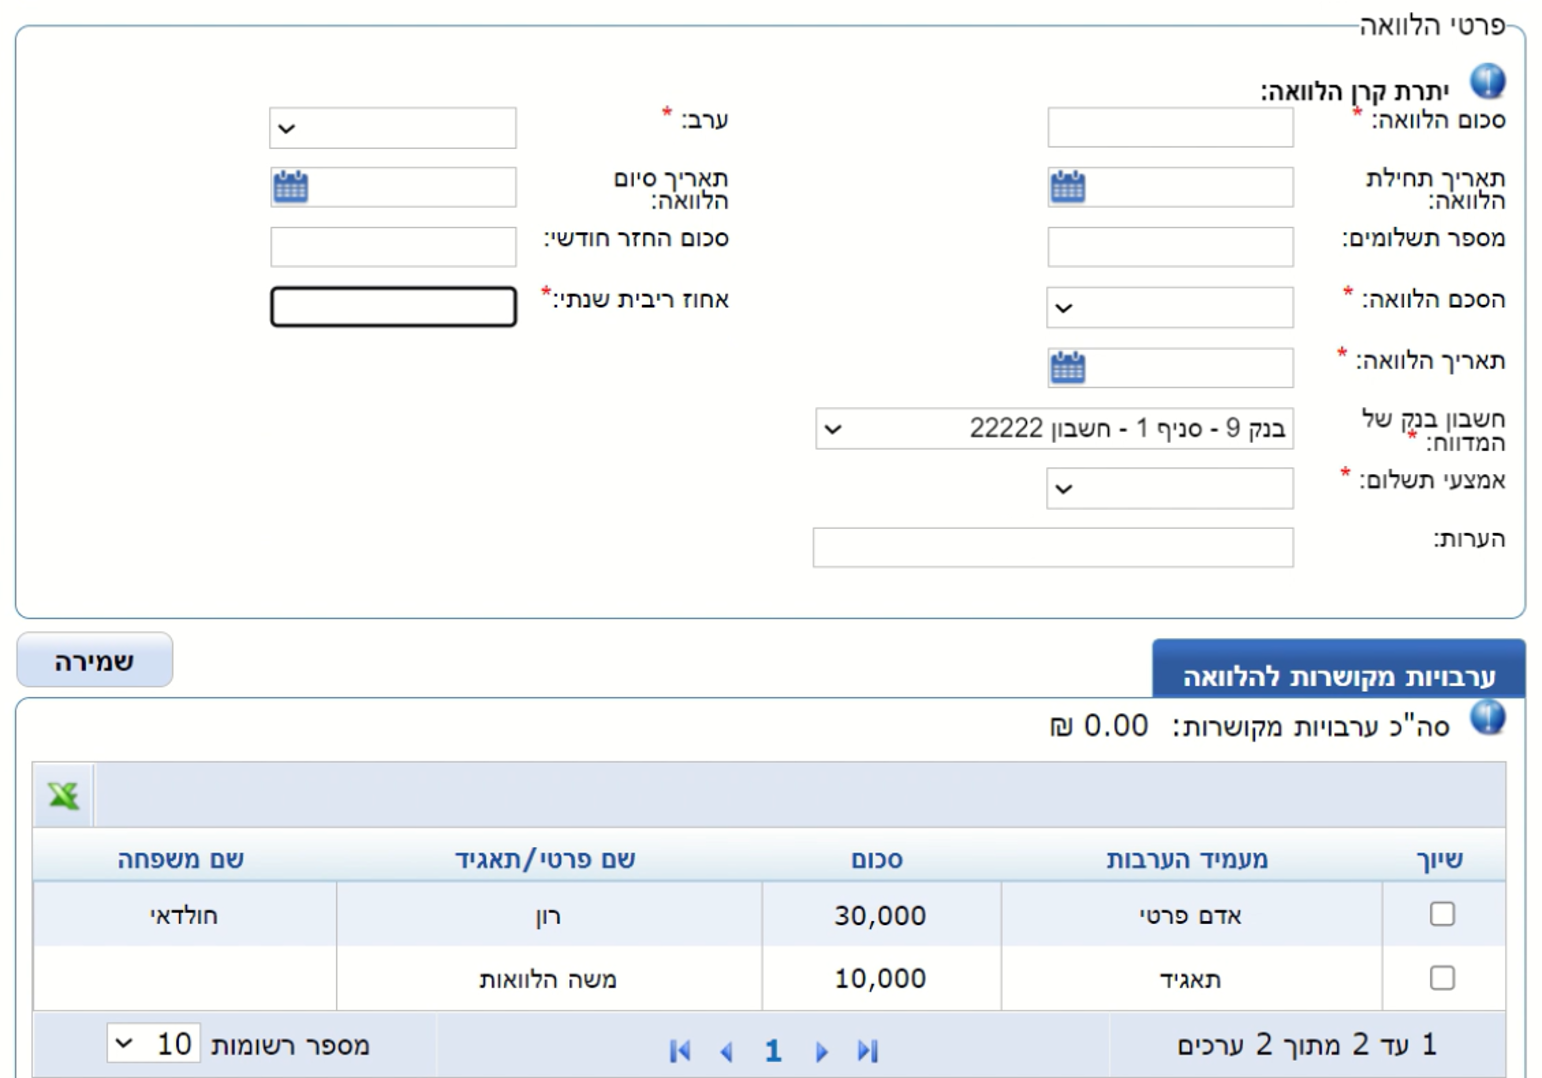 פרטי הלוואה
יתרת קרן הלוואה:
סכום הלוואה: *
ערב: *
תאריך תחילת הלוואה:
תאריך סיום הלוואה:
מספר תשלומים:
סכום החזר חודשי:
הסכם הלוואה: *
אחוז ריבית שנתי:*
תאריך הלוואה: *
חשבון בנק של המדווח: *
בנק 9 - סניף 1 - חשבון 22222
אמצעי תשלום: *
הערות:
שמירה
ערבויות מקושרות להלוואה
סה"כ ערבויות מקושרות: 0.00 ₪
שיוך מעמיד הערבות סכום שם פרטי/תאגיד שם משפחה
אדם פרטי 30,000 רון חולדאי
תאגיד 10,000 משה הלוואות
1 עד 2 מתוך 2 ערכים
1
מספר רשומות 10